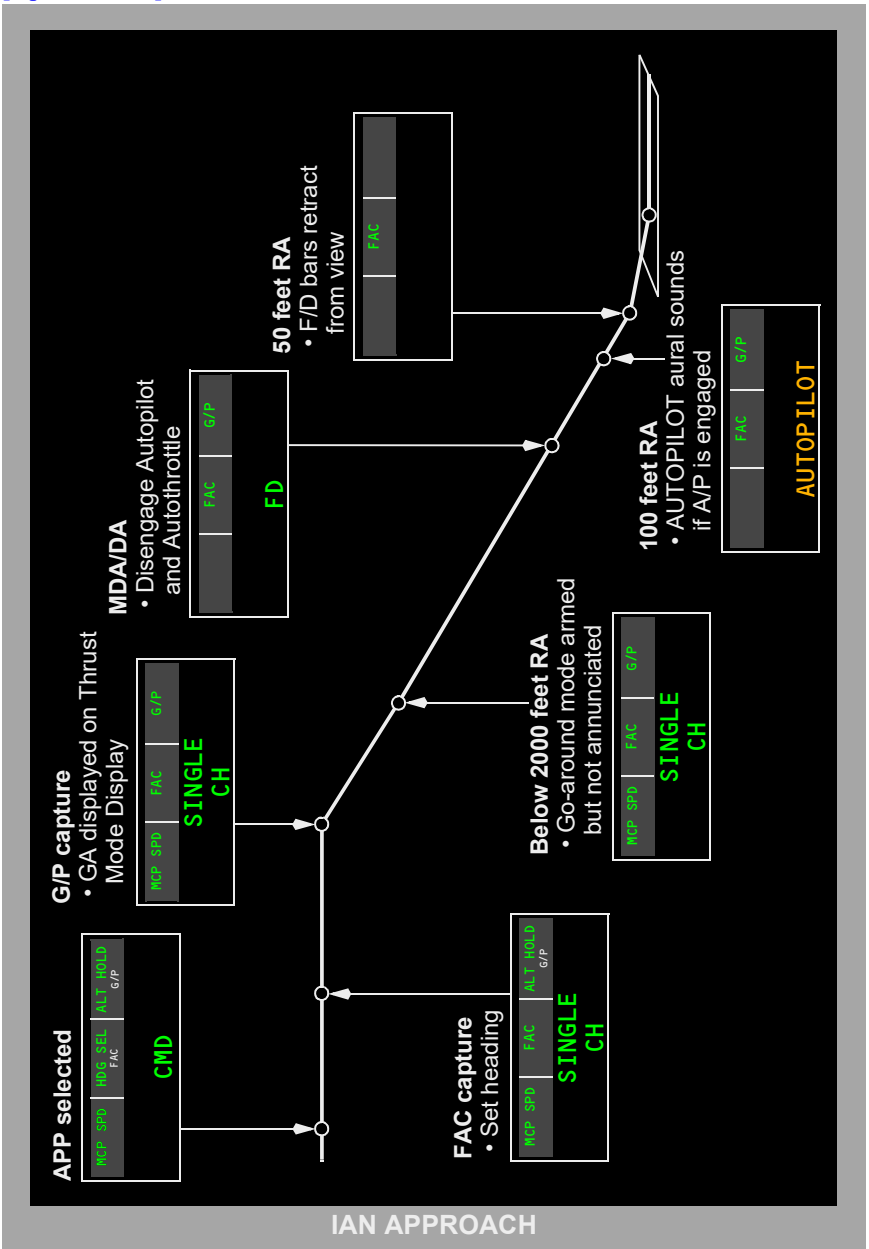 APP selected
MCP SPD
HDG SEL
FAC
ALT HOLD
G/P
CMD
FAC capture
• Set heading
MCP SPD
FAC
ALT HOLD
G/P
SINGLE
CH
G/P capture
• GA displayed on Thrust
Mode Display
MCP SPD
FAC
G/P
SINGLE
CH
Below 2000 feet RA
• Go-around mode armed
but not annunciated
MCP SPD
FAC
G/P
SINGLE
CH
MDA/DA
• Disengage Autopilot
and Autothrottle
FAC
G/P
FD
100 feet RA
• AUTOPILOT aural sounds
if A/P is engaged
FAC
G/P
AUTOPILOT
50 feet RA
• F/D bars retract
from view
FAC
IAN APPROACH